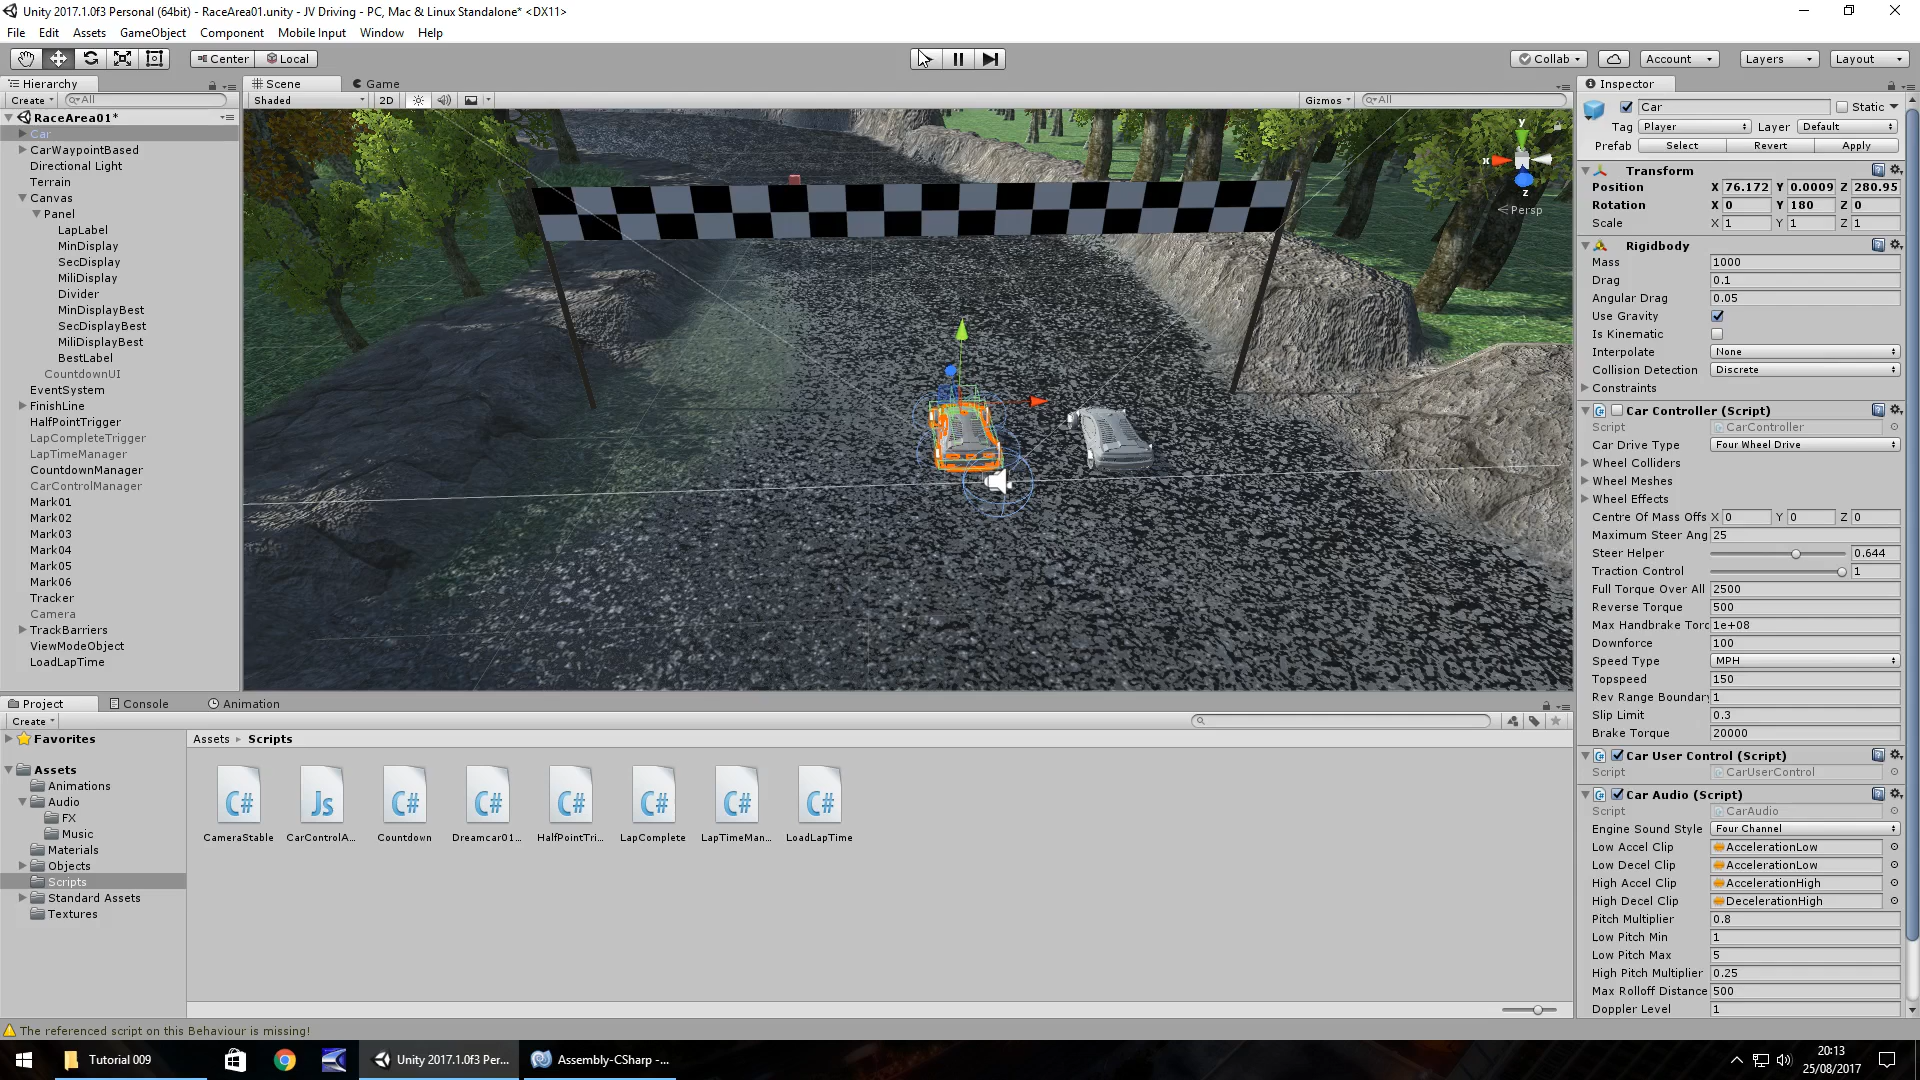 Unity 2017.1.0f3 Personal (64bit) - RaceArea01.unity - JV Driving - PC, Mac & Linux Standalone* <DX11>
File Edit Assets GameObject Component Mobile Input Window Help
Center Local Collab Account Layers Layout
Hierarchy
Create All
RaceArea01*
Car
CarWaypointBased
Directional Light
Terrain
Canvas
Panel
LapLabel
MinDisplay
SecDisplay
MiliDisplay
Divider
MinDisplayBest
SecDisplayBest
MiliDisplayBest
BestLabel
CountdownUI
EventSystem
FinishLine
HalfPointTrigger
LapCompleteTrigger
LapTimeManager
CountdownManager
CarControlManager
Mark01
Mark02
Mark03
Mark04
Mark05
Mark06
Tracker
Camera
TrackBarriers
ViewModeObject
LoadLapTime
Scene Game
Shaded 2D Gizmos All
y
x
z
Persp
Inspector
Car Static
Tag Player Layer Default
Prefab Select Revert Apply
Transform
Position X 76.172 Y 0.0009 Z 280.95
Rotation X 0 Y 180 Z 0
Scale X 1 Y 1 Z 1
Rigidbody
Mass 1000
Drag 0.1
Angular Drag 0.05
Use Gravity
Is Kinematic
Interpolate None
Collision Detection Discrete
Constraints
Car Controller (Script)
Script CarController
Car Drive Type Four Wheel Drive
Wheel Colliders
Wheel Meshes
Wheel Effects
Centre Of Mass Offs X 0 Y 0 Z 0
Maximum Steer Ang 25
Steer Helper 0.644
Traction Control 1
Full Torque Over All 2500
Reverse Torque 500
Max Handbrake Torc 1e+08
Downforce 100
Speed Type MPH
Topspeed 150
Rev Range Boundary 1
Slip Limit 0.3
Brake Torque 20000
Car User Control (Script)
Script CarUserControl
Car Audio (Script)
Script CarAudio
Engine Sound Style Four Channel
Low Accel Clip AccelerationLow
Low Decel Clip AccelerationLow
High Accel Clip AccelerationHigh
High Decel Clip DecelerationHigh
Pitch Multiplier 0.8
Low Pitch Min 1
Low Pitch Max 5
High Pitch Multiplier 0.25
Max Rolloff Distance 500
Doppler Level 1
Project Console Animation
Create
Favorites
Assets
Animations
Audio
FX
Music
Materials
Objects
Scripts
Standard Assets
Textures
Assets Scripts
C# Js C# C# C# C# C# C#
CameraStable CarControlA... Countdown Dreamcar01... HalfPointTri... LapComplete LapTimeMan... LoadLapTime
The referenced script on this Behaviour is missing!
Tutorial 009 Unity 2017.1.0f3 Per... Assembly-CSharp -...
20:13
25/08/2017